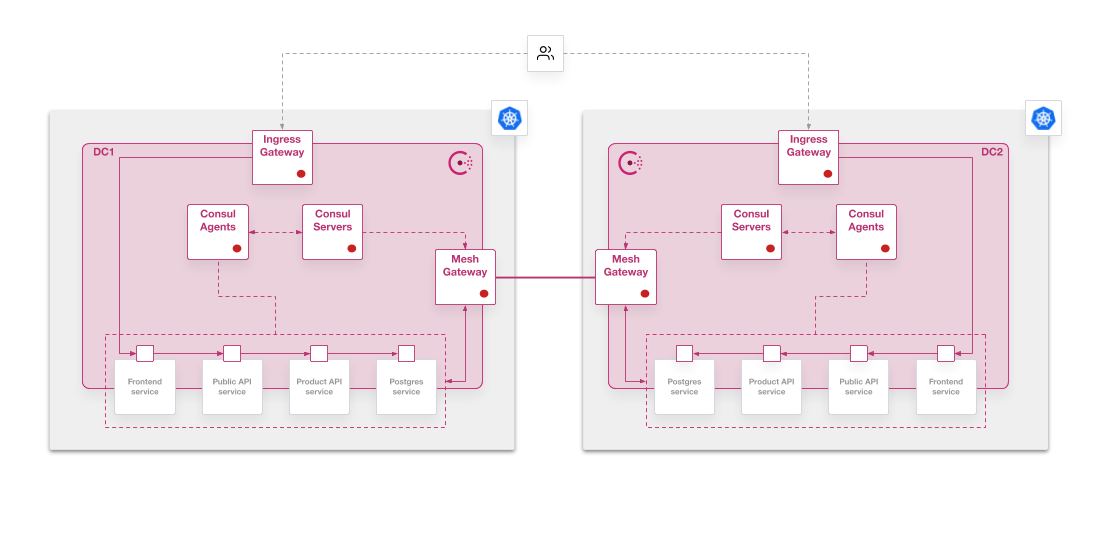 DC1
Ingress
Gateway
Consul
Agents
Consul
Servers
Mesh
Gateway
Frontend
service
Public API
service
Product API
service
Postgres
service
Ingress
Gateway
DC2
Consul
Servers
Consul
Agents
Mesh
Gateway
Postgres
service
Product API
service
Public API
service
Frontend
service